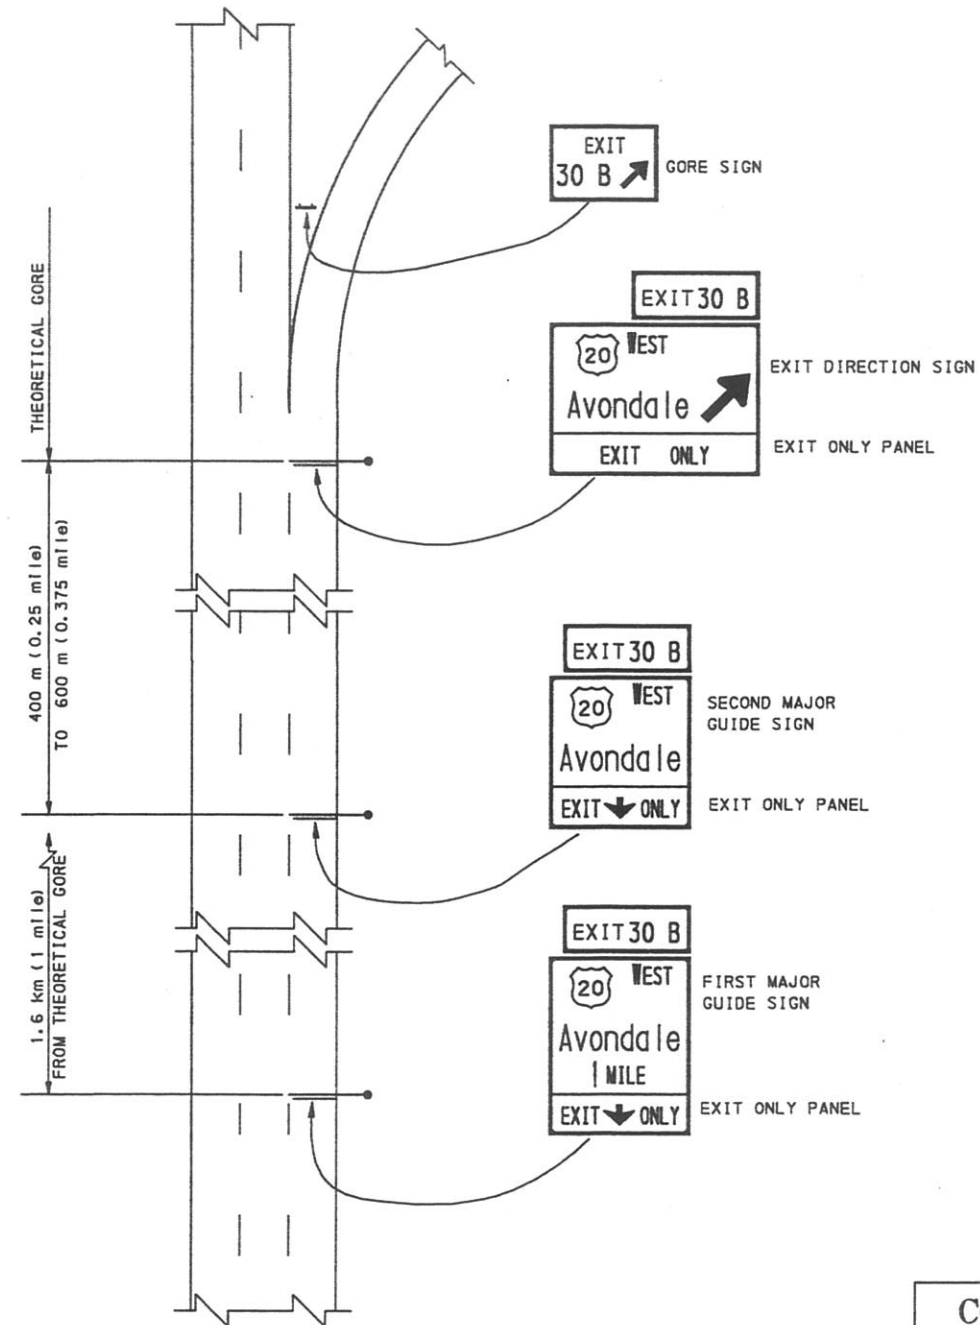 EXIT
30 B
GORE SIGN
THEORETICAL GORE
EXIT 30 B
20 WEST
Avondale
EXIT ONLY
EXIT DIRECTION SIGN
EXIT ONLY PANEL
400 m (0.25 mile)
TO 600 m (0.375 mile)
EXIT 30 B
20 WEST
Avondale
EXIT ONLY
SECOND MAJOR
GUIDE SIGN
EXIT ONLY PANEL
1.6 km (1 mile)
FROM THEORETICAL GORE
EXIT 30 B
20 WEST
Avondale
1 MILE
EXIT ONLY
FIRST MAJOR
GUIDE SIGN
EXIT ONLY PANEL
C